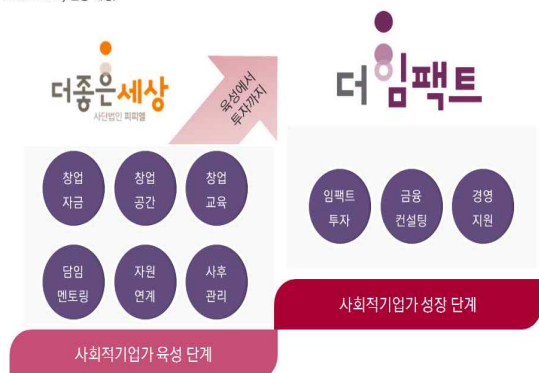 더좋은세상
사단법인 피피엘
육성에서
투자까지
더임팩트
창업
자금
창업
공간
창업
교육
담임
멘토링
자원
연계
사후
관리
임팩트
투자
금융
컨설팅
경영
지원
사회적기업가 육성 단계
사회적기업가 성장 단계